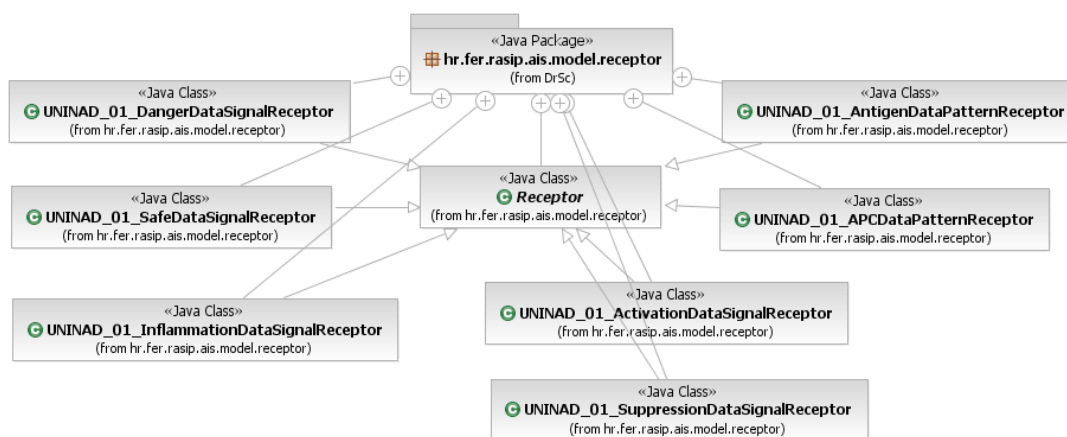 «Java Package»
hr.fer.rasip.ais.model.receptor
(from DrSc)
«Java Class»
UNINAD_01_DangerDataSignalReceptor
(from hr.fer.rasip.ais.model.receptor)
«Java Class»
UNINAD_01_AntigenDataPatternReceptor
(from hr.fer.rasip.ais.model.receptor)
«Java Class»
Receptor
(from hr.fer.rasip.ais.model.receptor)
«Java Class»
UNINAD_01_SafeDataSignalReceptor
(from hr.fer.rasip.ais.model.receptor)
«Java Class»
UNINAD_01_APCDataPatternReceptor
(from hr.fer.rasip.ais.model.receptor)
«Java Class»
UNINAD_01_InflammationDataSignalReceptor
(from hr.fer.rasip.ais.model.receptor)
«Java Class»
UNINAD_01_ActivationDataSignalReceptor
(from hr.fer.rasip.ais.model.receptor)
«Java Class»
UNINAD_01_SuppressionDataSignalReceptor
(from hr.fer.rasip.ais.model.receptor)